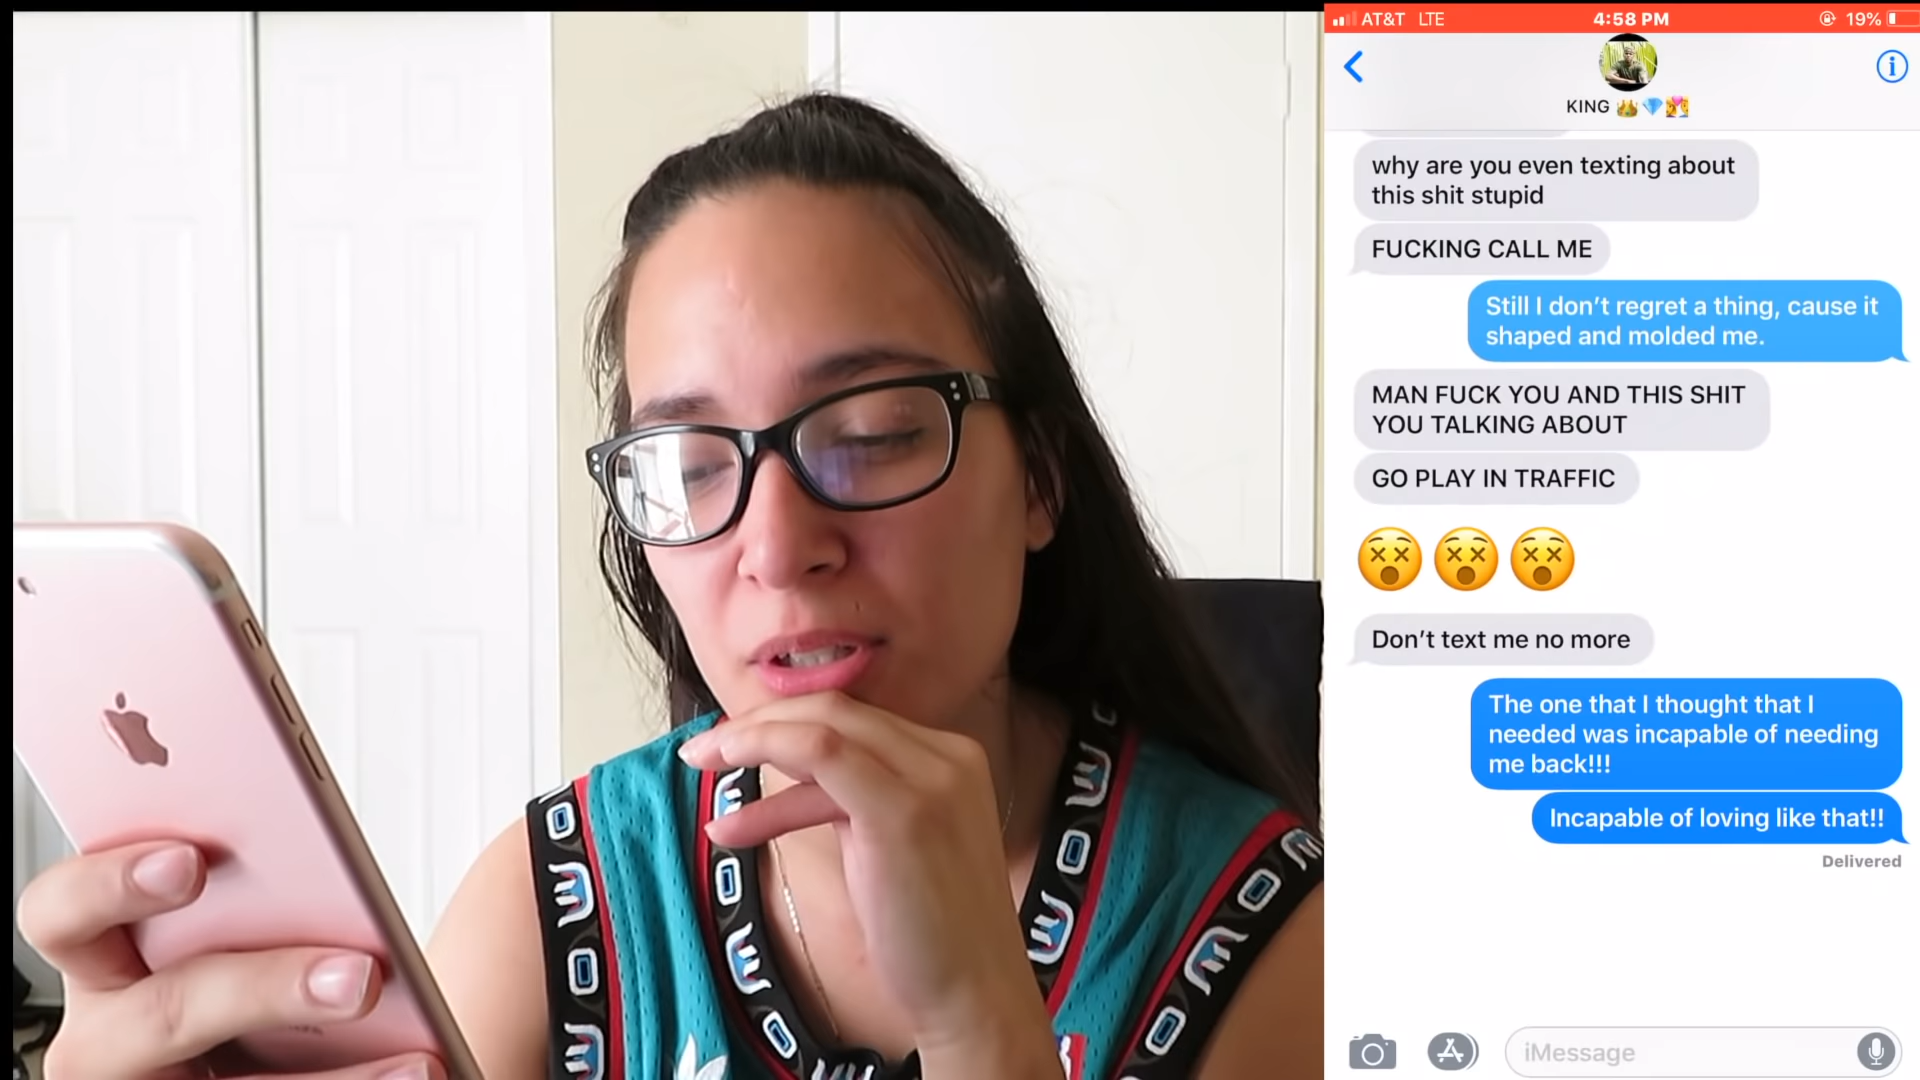 AT&T LTE 4:58 PM 19%
KING 👑💎💏
why are you even texting about
this shit stupid
FUCKING CALL ME
Still I don’t regret a thing, cause it
shaped and molded me.
MAN FUCK YOU AND THIS SHIT
YOU TALKING ABOUT
GO PLAY IN TRAFFIC
😵😵😵
Don’t text me no more
The one that I thought that I
needed was incapable of needing
me back!!!
Incapable of loving like that!!
Delivered
iMessage